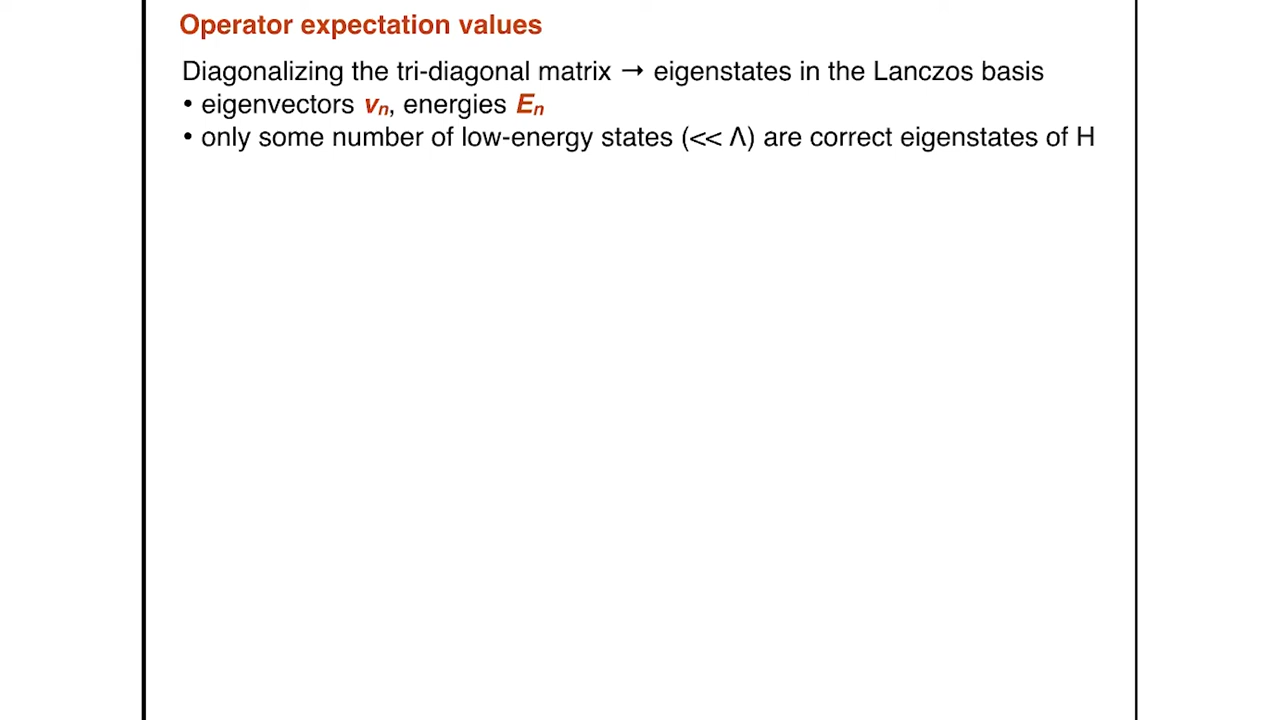 Operator expectation values
Diagonalizing the tri-diagonal matrix → eigenstates in the Lanczos basis
• eigenvectors vn, energies En
• only some number of low-energy states (<< Λ) are correct eigenstates of H